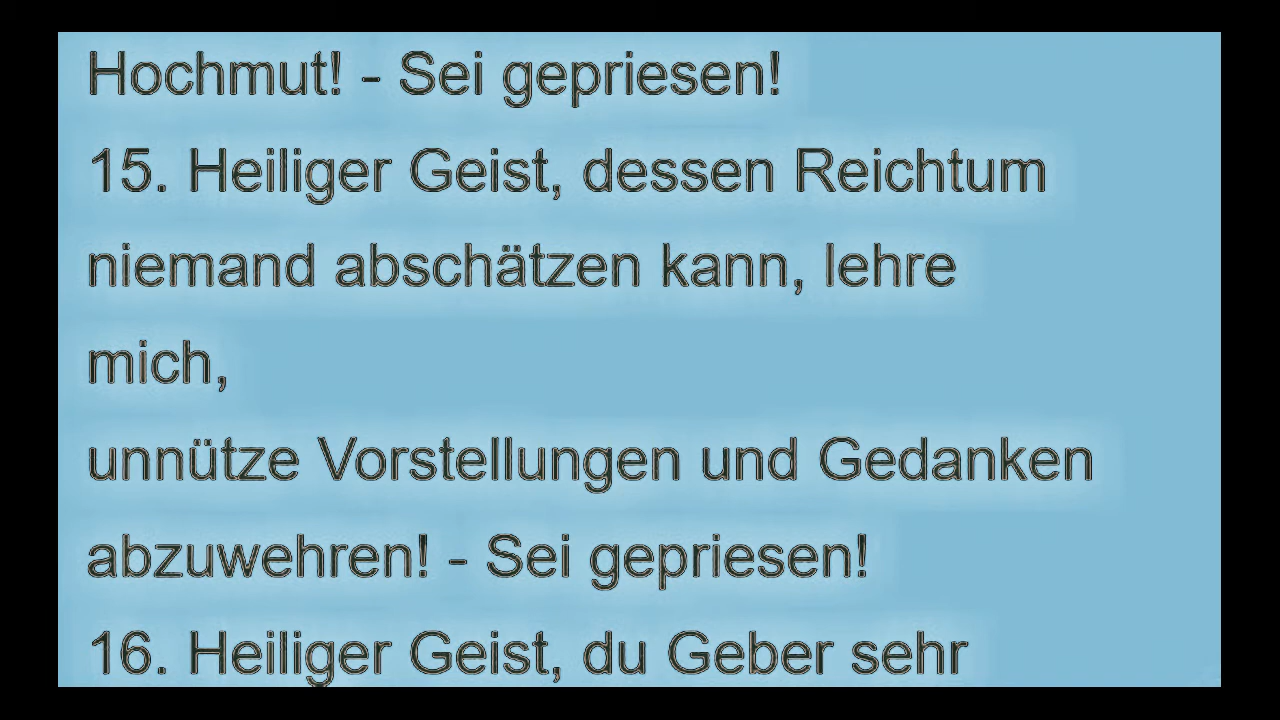 Hochmut! - Sei gepriesen!
15. Heiliger Geist, dessen Reichtum
niemand abschätzen kann, lehre
mich,
unnütze Vorstellungen und Gedanken
abzuwehren! - Sei gepriesen!
16. Heiliger Geist, du Geber sehr